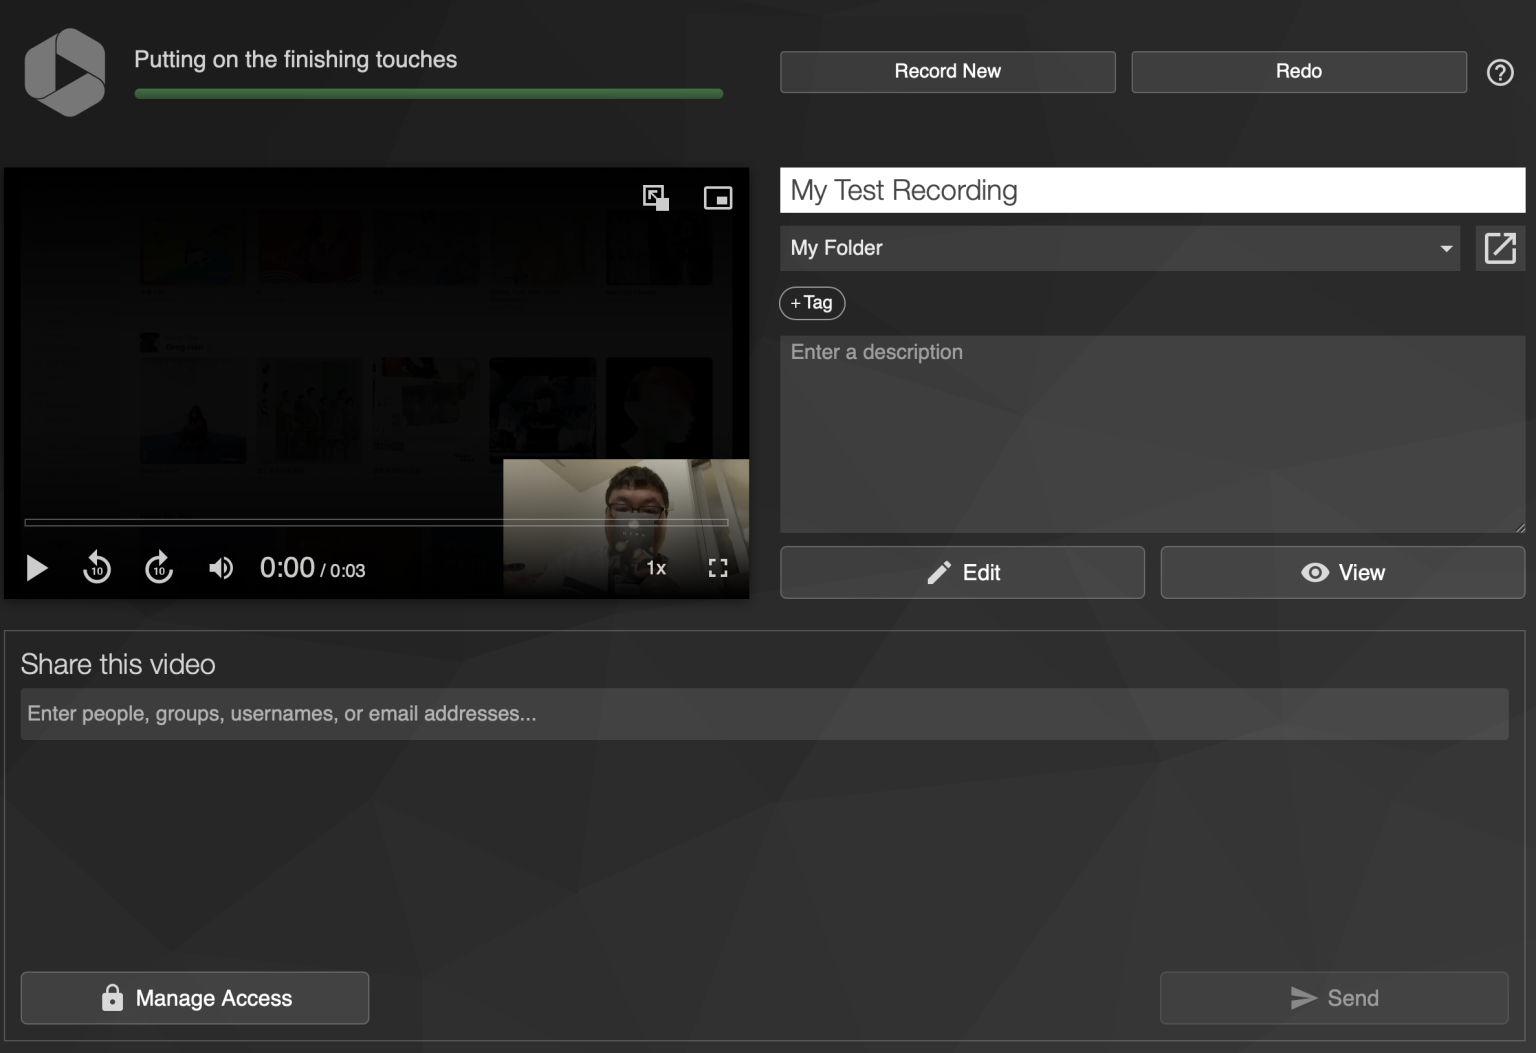 Putting on the finishing touches
Record New
Redo
My Test Recording
My Folder
+ Tag
Enter a description
10
10
0:00 / 0:03
1x
Edit
View
Share this video
Enter people, groups, usernames, or email addresses...
Manage Access
Send